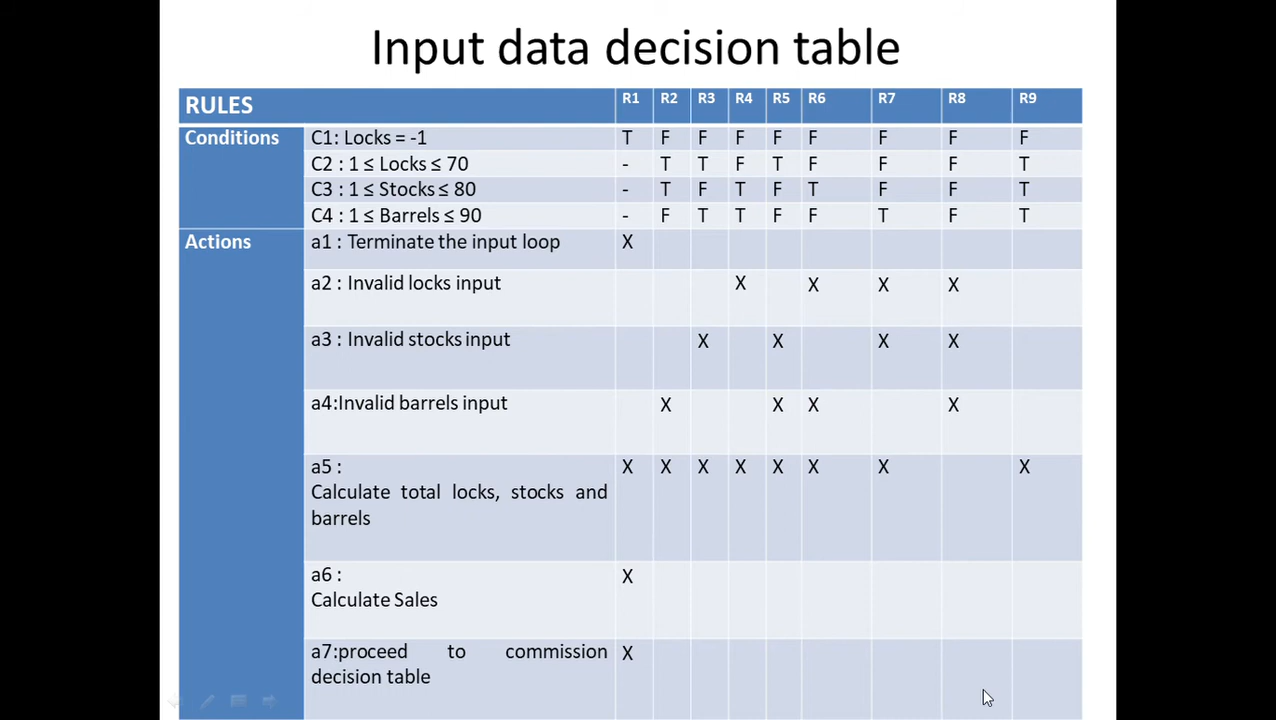 Input data decision table
RULES R1 R2 R3 R4 R5 R6 R7 R8 R9
Conditions C1: Locks = -1 T F F F F F F F F
C2 : 1 ≤ Locks ≤ 70 - T T F T F F F T
C3 : 1 ≤ Stocks ≤ 80 - T F T F T F F T
C4 : 1 ≤ Barrels ≤ 90 - F T T F F T F T
Actions a1 : Terminate the input loop X
a2 : Invalid locks input X X X X
a3 : Invalid stocks input X X X X
a4:Invalid barrels input X X X X
a5 : X X X X X X X X
Calculate total locks, stocks and
barrels
a6 : X
Calculate Sales
a7:proceed to commission X
decision table